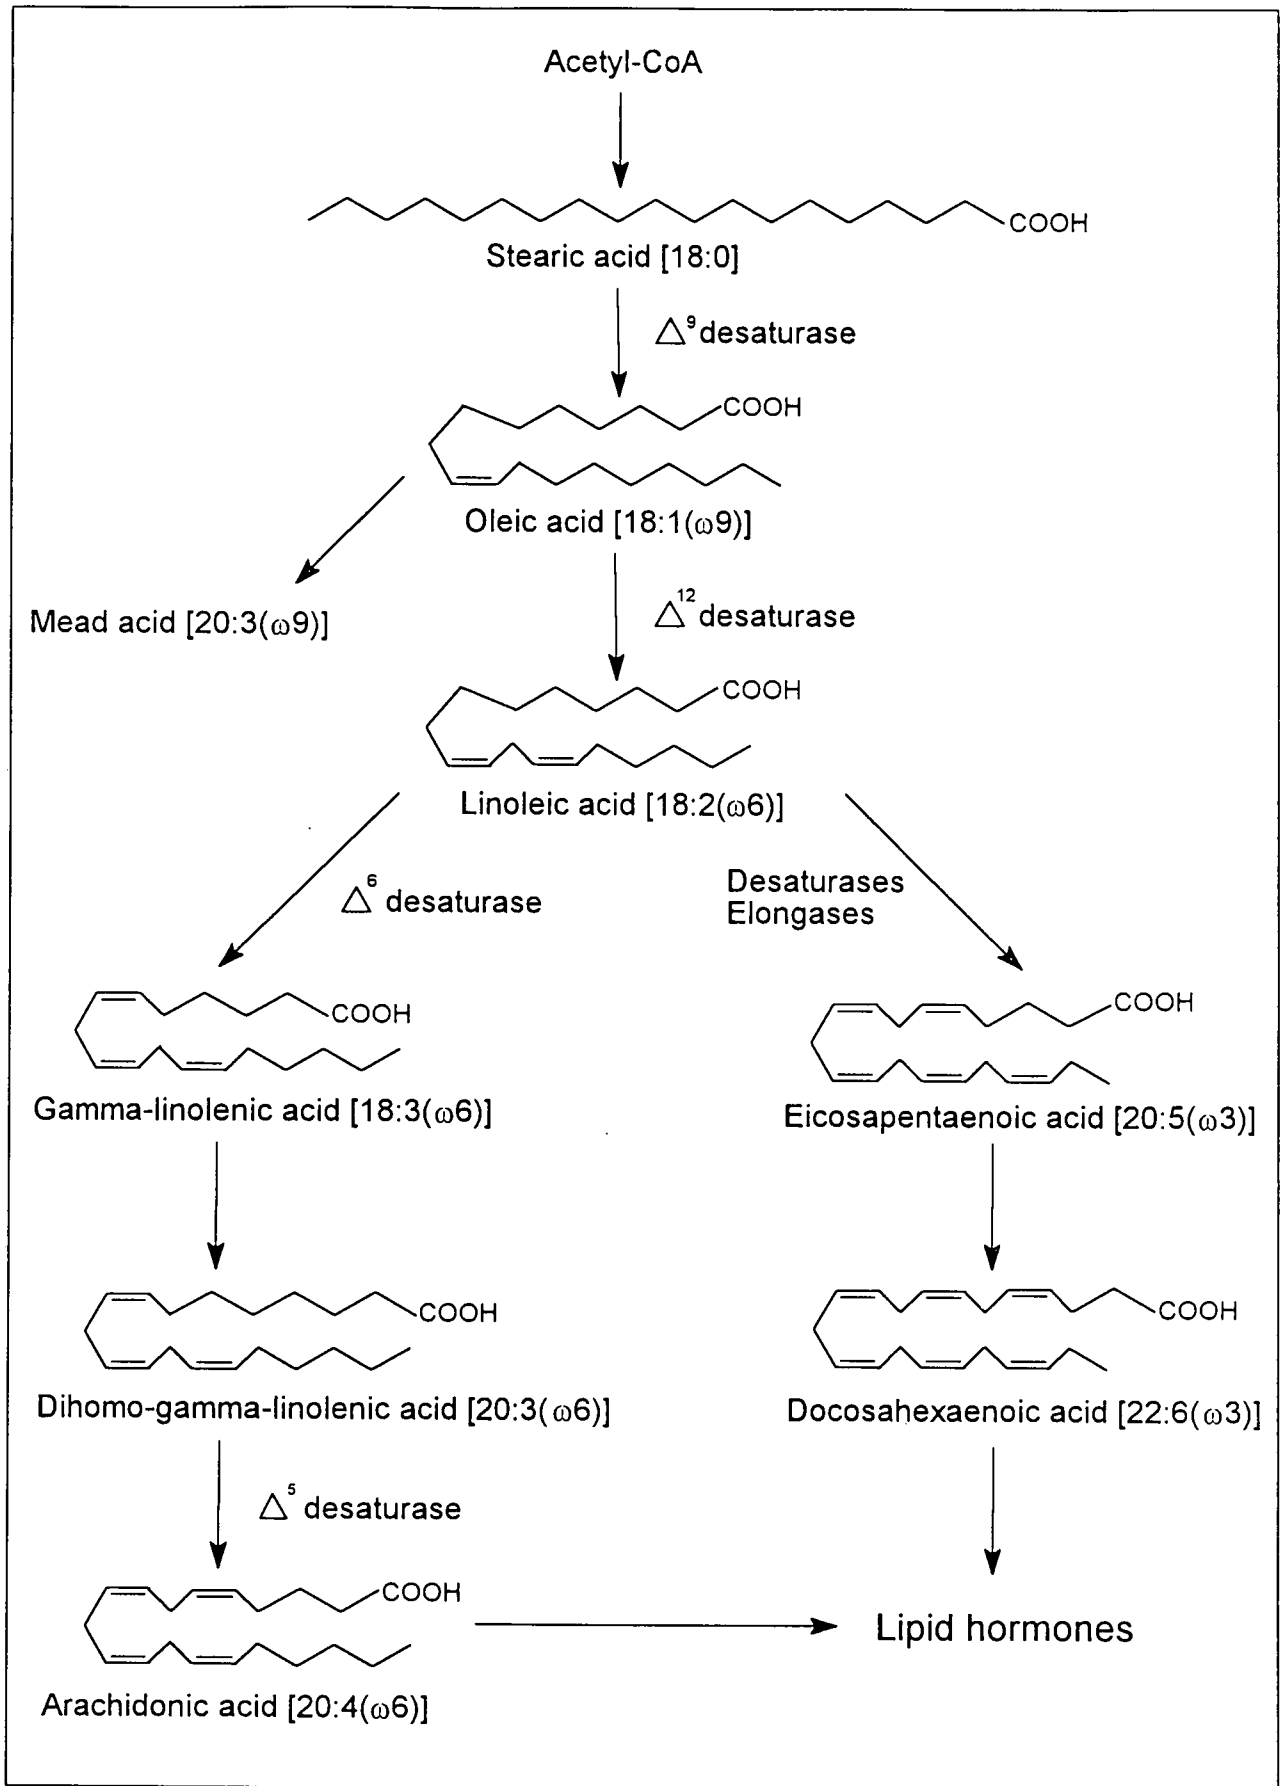 Acetyl-CoA
COOH
Stearic acid [18:0]
△⁹ desaturase
COOH
Oleic acid [18:1(ω9)]
Mead acid [20:3(ω9)]
△¹² desaturase
COOH
Linoleic acid [18:2(ω6)]
△⁶ desaturase
Desaturases
Elongases
COOH
Gamma-linolenic acid [18:3(ω6)]
COOH
Eicosapentaenoic acid [20:5(ω3)]
COOH
Dihomo-gamma-linolenic acid [20:3(ω6)]
COOH
Docosahexaenoic acid [22:6(ω3)]
△⁵ desaturase
COOH
Arachidonic acid [20:4(ω6)]
Lipid hormones